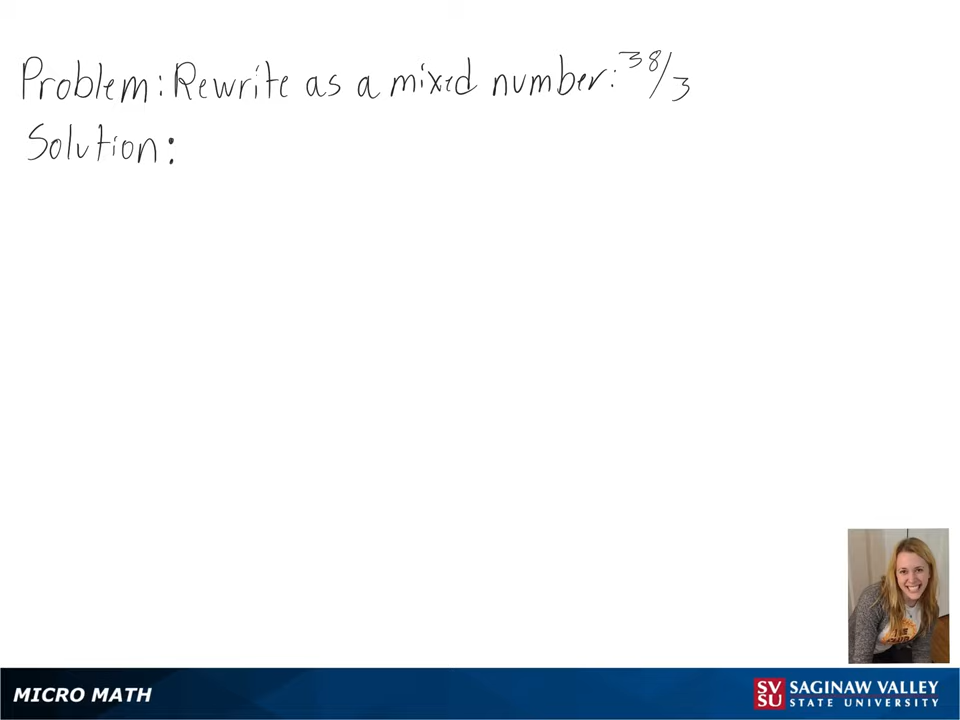 Problem: Rewrite as a mixed number: 38/3
Solution:
MICRO MATH
SV
SU
SAGINAW VALLEY
STATE UNIVERSITY